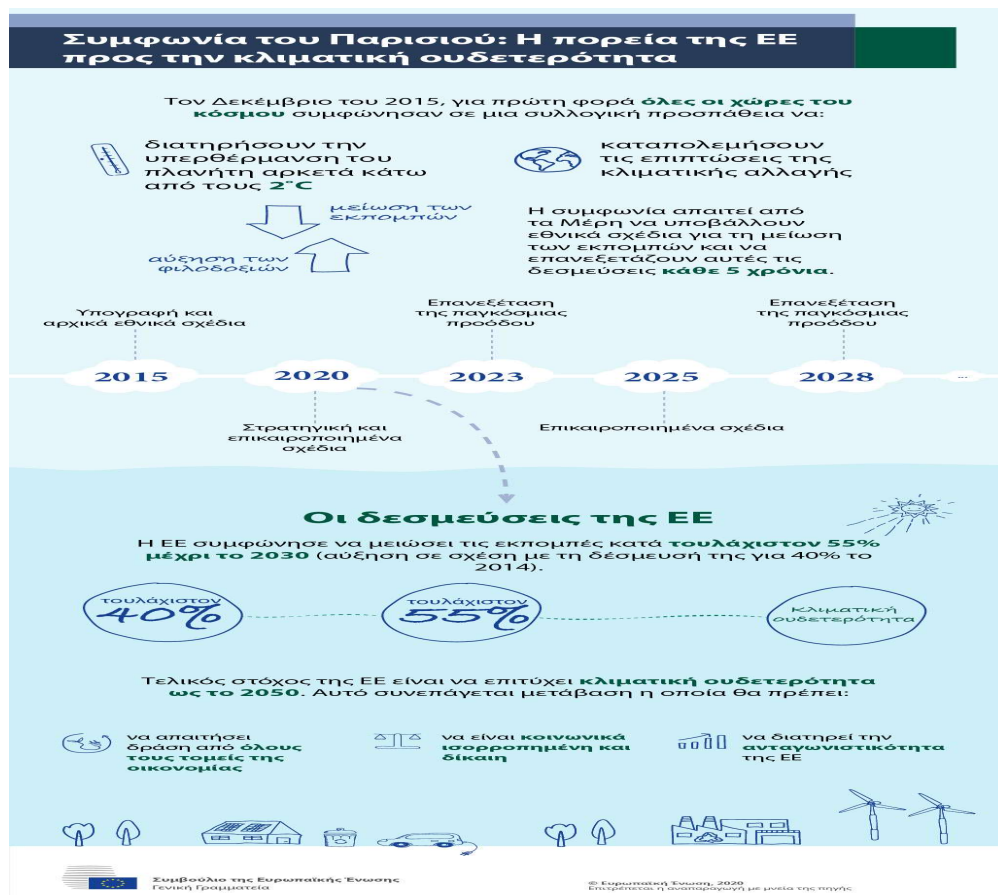 Συμφωνία του Παρισιού: Η πορεία της ΕΕ
προς την κλιματική ουδετερότητα
Τον Δεκέμβριο του 2015, για πρώτη φορά όλες οι χώρες του
κόσμου συμφώνησαν σε μια συλλογική προσπάθεια να:
διατηρήσουν την
υπερθέρμανση του
πλανήτη αρκετά κάτω
από τους 2°C
καταπολεμήσουν
τις επιπτώσεις της
κλιματικής αλλαγής
μείωση των
εκπομπών
αύξηση των
φιλοδοξιών
Η συμφωνία απαιτεί από
τα Μέρη να υποβάλλουν
εθνικά σχέδια για τη μείωση
των εκπομπών και να
επανεξετάζουν αυτές τις
δεσμεύσεις κάθε 5 χρόνια.
Υπογραφή και
αρχικά εθνικά σχέδια
Επανεξέταση
της παγκόσμιας
προόδου
Επανεξέταση
της παγκόσμιας
προόδου
2015
2020
2023
2025
2028
...
Στρατηγική και
επικαιροποιημένα
σχέδια
Επικαιροποιημένα σχέδια
Οι δεσμεύσεις της ΕΕ
Η ΕΕ συμφώνησε να μειώσει τις εκπομπές κατά τουλάχιστον 55%
μέχρι το 2030 (αύξηση σε σχέση με τη δέσμευσή της για 40% το
2014).
τουλάχιστον
40%
τουλάχιστον
55%
κλιματική
ουδετερότητα
Τελικός στόχος της ΕΕ είναι να επιτύχει κλιματική ουδετερότητα
ως το 2050. Αυτό συνεπάγεται μετάβαση η οποία θα πρέπει:
να απαιτήσει
δράση από όλους
τους τομείς της
οικονομίας
να είναι κοινωνικά
ισορροπημένη και
δίκαιη
να διατηρεί την
ανταγωνιστικότητα
της ΕΕ
Συμβούλιο της Ευρωπαϊκής Ένωσης
Γενική Γραμματεία
© Ευρωπαϊκή Ένωση, 2020
Επιτρέπεται η αναπαραγωγή με μνεία της πηγής